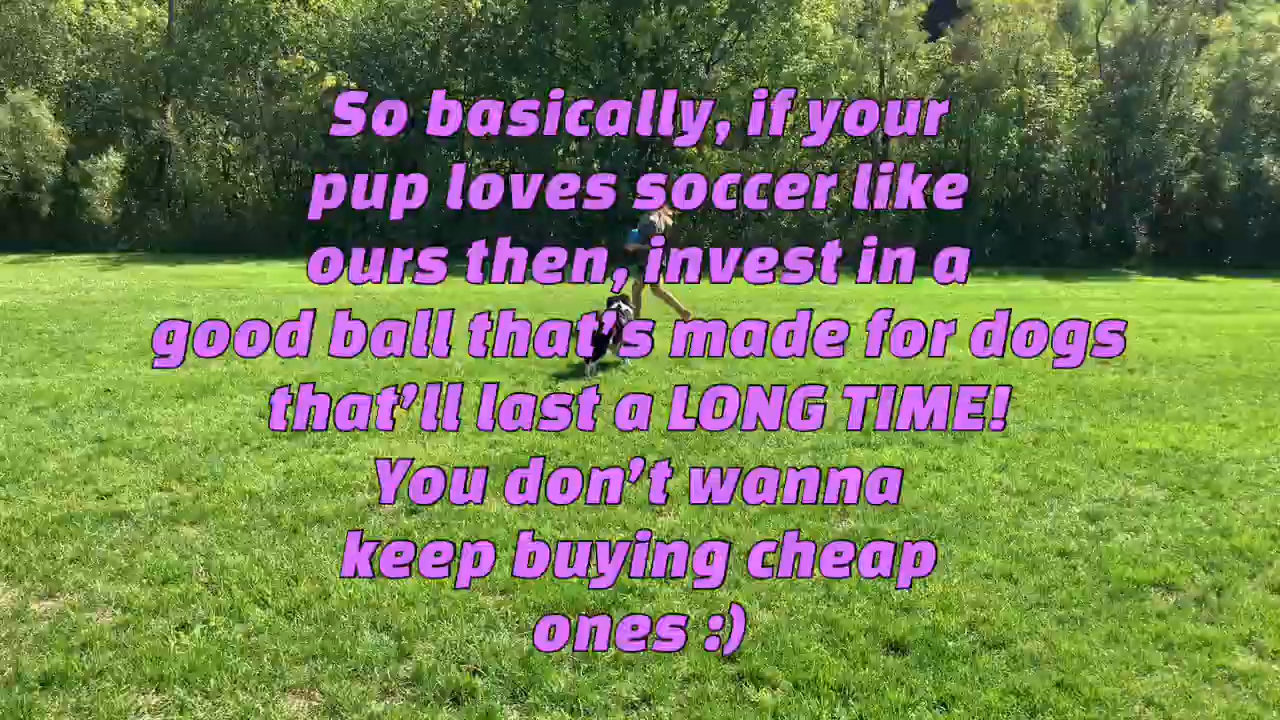 So basically, if your
pup loves soccer like
ours then, invest in a
good ball that's made for dogs
that'll last a LONG TIME!
You don't wanna
keep buying cheap
ones :)